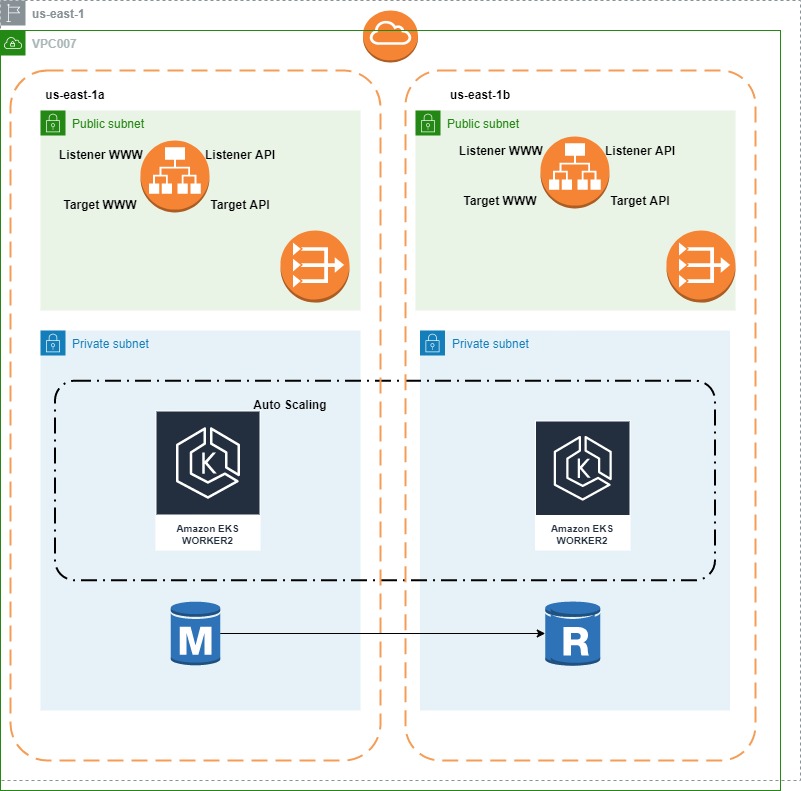 us-east-1
VPC007
us-east-1a
us-east-1b
Public subnet
Public subnet
Listener WWW
Listener API
Listener WWW
Listener API
Target WWW
Target API
Target WWW
Target API
Private subnet
Private subnet
Auto Scaling
K
K
Amazon EKS
WORKER2
Amazon EKS
WORKER2
M
R